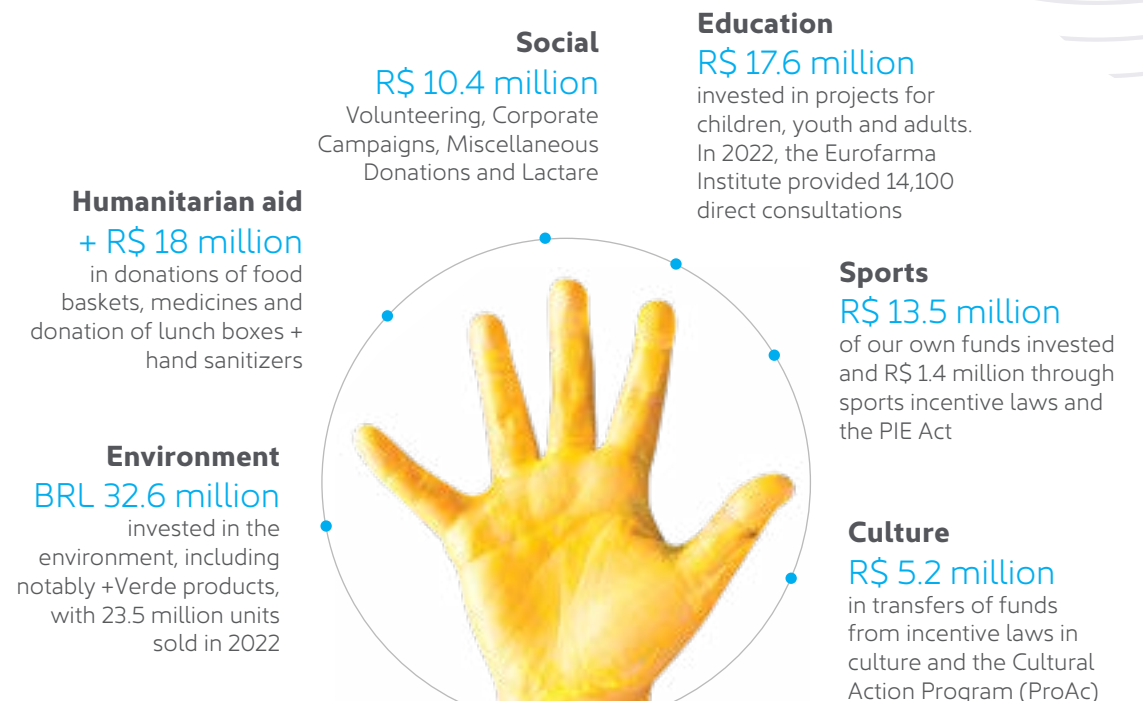 Social
R$ 10.4 million
Volunteering, Corporate
Campaigns, Miscellaneous
Donations and Lactare
Education
R$ 17.6 million
invested in projects for
children, youth and adults.
In 2022, the Eurofarma
Institute provided 14,100
direct consultations
Humanitarian aid
+ R$ 18 million
in donations of food
baskets, medicines and
donation of lunch boxes +
hand sanitizers
Sports
R$ 13.5 million
of our own funds invested
and R$ 1.4 million through
sports incentive laws and
the PIE Act
Environment
BRL 32.6 million
invested in the
environment, including
notably +Verde products,
with 23.5 million units
sold in 2022
Culture
R$ 5.2 million
in transfers of funds
from incentive laws in
culture and the Cultural
Action Program (ProAc)